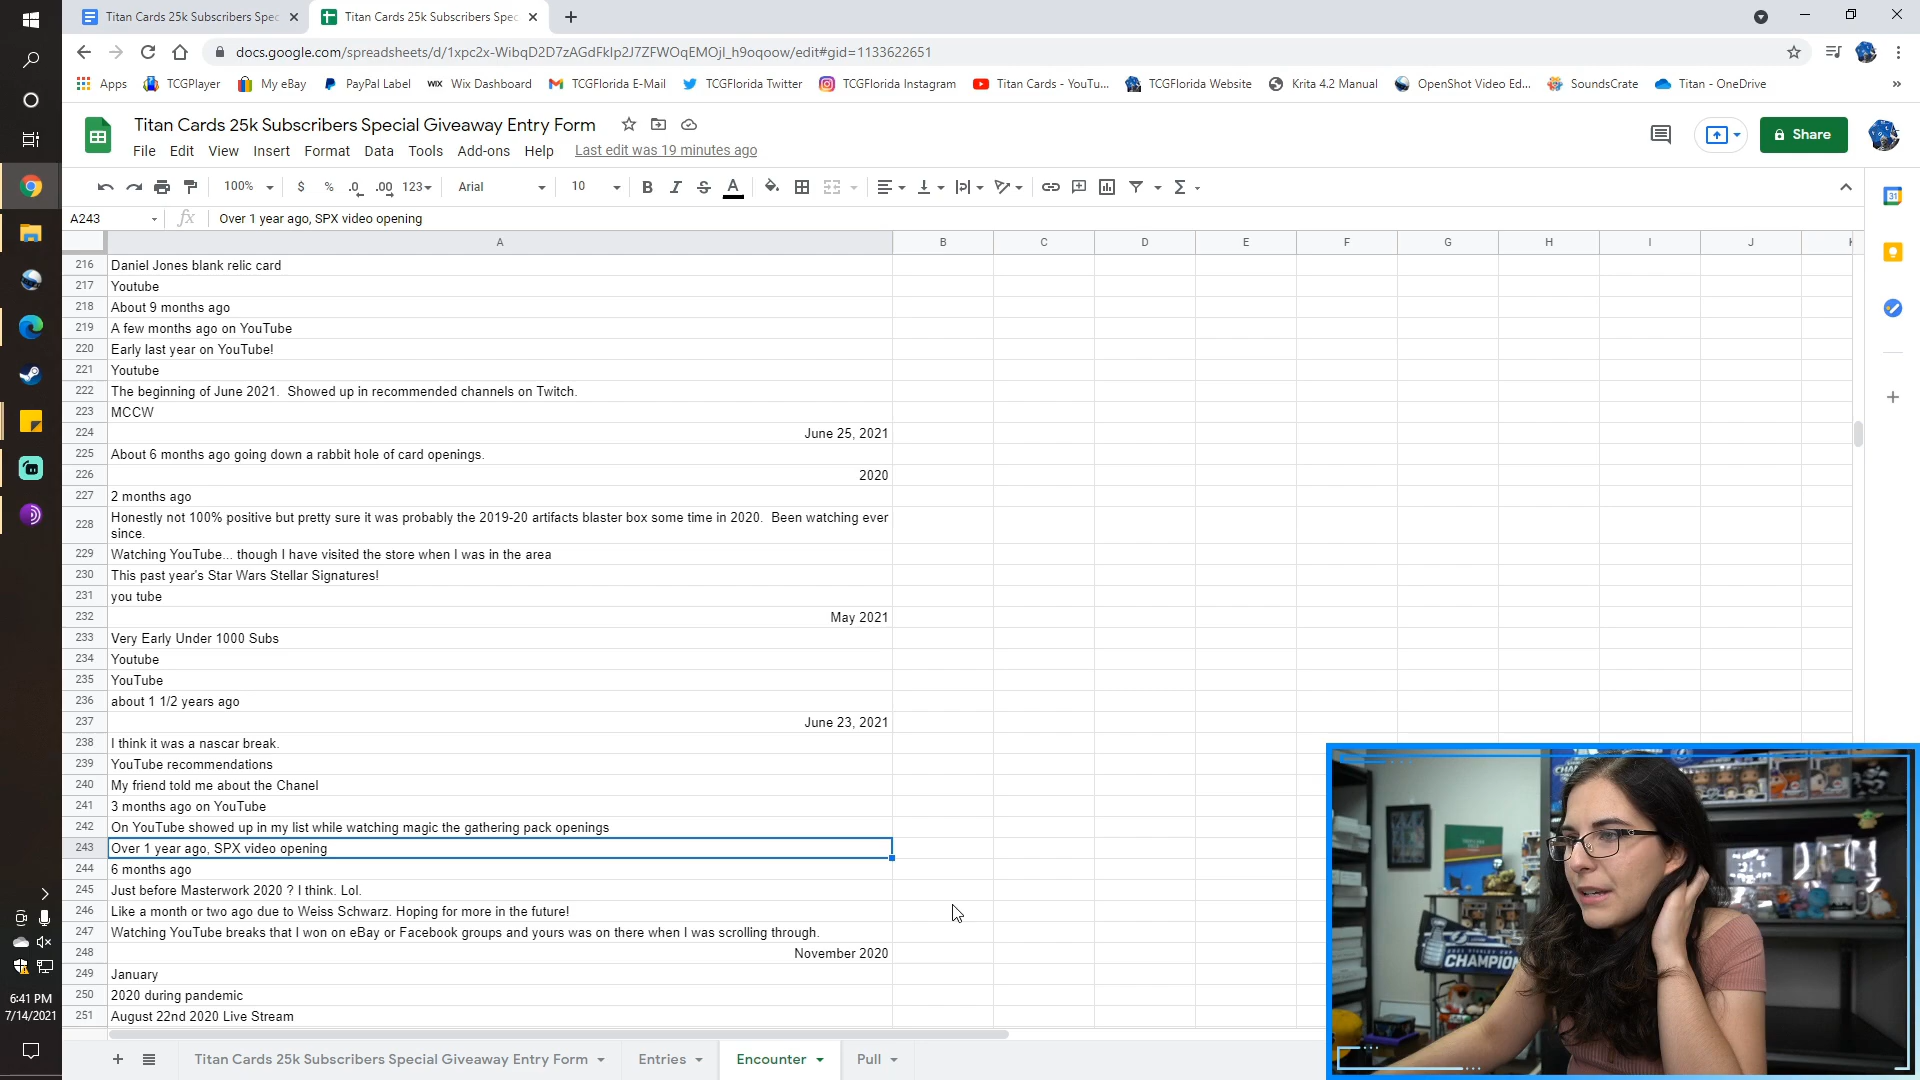 Titan Cards 25k Subscribers Spec
Titan Cards 25k Subscribers Spec
docs.google.com/spreadsheets/d/1xpc2x-WibqD2D7zAGdFkIp2J7ZFWOqEMOjI_h9oqoow/edit#gid=1133622651
Apps TCGPlayer My eBay PayPal Label WIX Wix Dashboard TCGFlorida E-Mail TCGFlorida Twitter TCGFlorida Instagram Titan Cards - YouTu... TCGFlorida Website Krita 4.2 Manual OpenShot Video Ed... SoundsCrate Titan - OneDrive »
Titan Cards 25k Subscribers Special Giveaway Entry Form
Share
File Edit View Insert Format Data Tools Add-ons Help Last edit was 19 minutes ago
100% $ % .0 .00 123 Arial 10 B I S A Σ
31
A243 fx Over 1 year ago, SPX video opening
A B C D E F G H I J
216 Daniel Jones blank relic card
217 Youtube
218 About 9 months ago
219 A few months ago on YouTube
220 Early last year on YouTube!
221 Youtube
222 The beginning of June 2021. Showed up in recommended channels on Twitch.
223 MCCW
224 June 25, 2021
225 About 6 months ago going down a rabbit hole of card openings.
226 2020
227 2 months ago
228 Honestly not 100% positive but pretty sure it was probably the 2019-20 artifacts blaster box some time in 2020. Been watching ever
since.
229 Watching YouTube... though I have visited the store when I was in the area
230 This past year's Star Wars Stellar Signatures!
231 you tube
232 May 2021
233 Very Early Under 1000 Subs
234 Youtube
235 YouTube
236 about 1 1/2 years ago
237 June 23, 2021
238 I think it was a nascar break.
239 YouTube recommendations
240 My friend told me about the Chanel
241 3 months ago on YouTube
242 On YouTube showed up in my list while watching magic the gathering pack openings
243 Over 1 year ago, SPX video opening
244 6 months ago
245 Just before Masterwork 2020 ? I think. Lol.
246 Like a month or two ago due to Weiss Schwarz. Hoping for more in the future!
247 Watching YouTube breaks that I won on eBay or Facebook groups and yours was on there when I was scrolling through.
248 November 2020
249 January
250 2020 during pandemic
251 August 22nd 2020 Live Stream
Titan Cards 25k Subscribers Special Giveaway Entry Form Entries Encounter Pull
6:41 PM
7/14/2021
CHAMPION